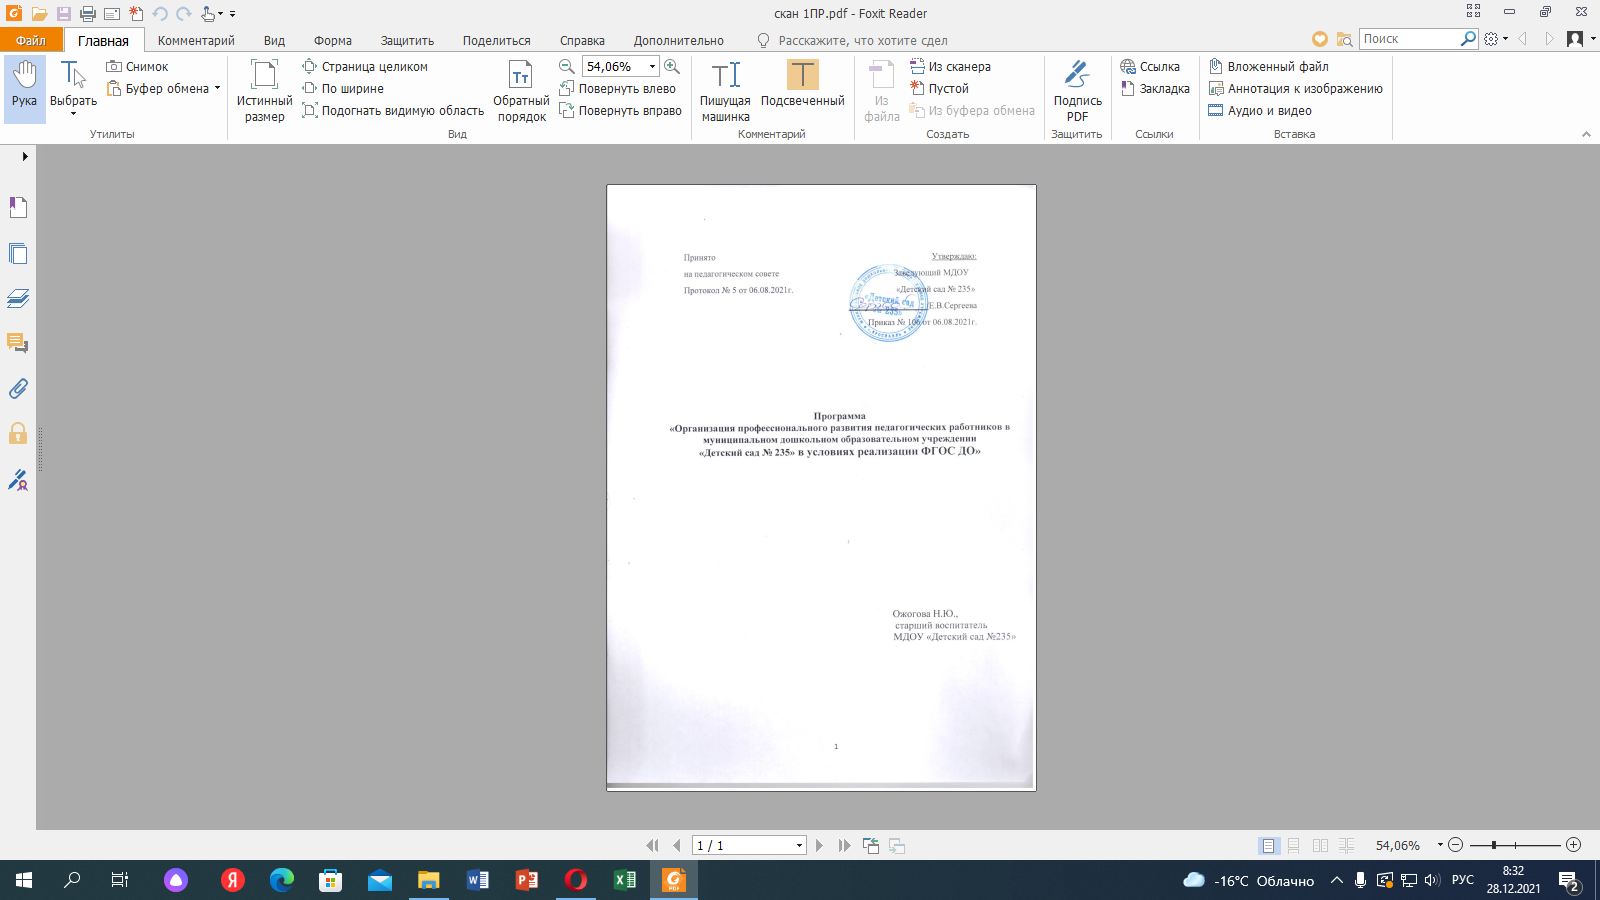 скан 1ПР.pdf - Foxit Reader
Файл Главная Комментарий Вид Форма Защитить Поделиться Справка Дополнительно Расскажите, что хотите сдел Поиск
Рука
Выбрать
Снимок
Буфер обмена
Утилиты
Истинный размер
Страница целиком
По ширине
Подогнать видимую область
Обратный порядок
54,06%
Повернуть влево
Повернуть вправо
Вид
Пишущая машинка
Подсвеченный
Комментарий
Из файла
Из сканера
Пустой
Из буфера обмена
Создать
Подпись PDF
Защитить
Ссылка
Закладка
Ссылки
Вложенный файл
Аннотация к изображению
Аудио и видео
Вставка
Принято
на педагогическом совете
Протокол № 5 от 06.08.2021г.
Утверждаю:
Заведующий МДОУ
«Детский сад № 235»
/Е.В.Сергеева
Приказ № 106 от 06.08.2021г.
«Детский сад
№ 235»
Программа
«Организация профессионального развития педагогических работников в
муниципальном дошкольном образовательном учреждении
«Детский сад № 235» в условиях реализации ФГОС ДО»
Ожогова Н.Ю.,
старший воспитатель
МДОУ «Детский сад №235»
1
1 / 1
54,06%
-16°C Облачно
РУС
8:32
28.12.2021
2